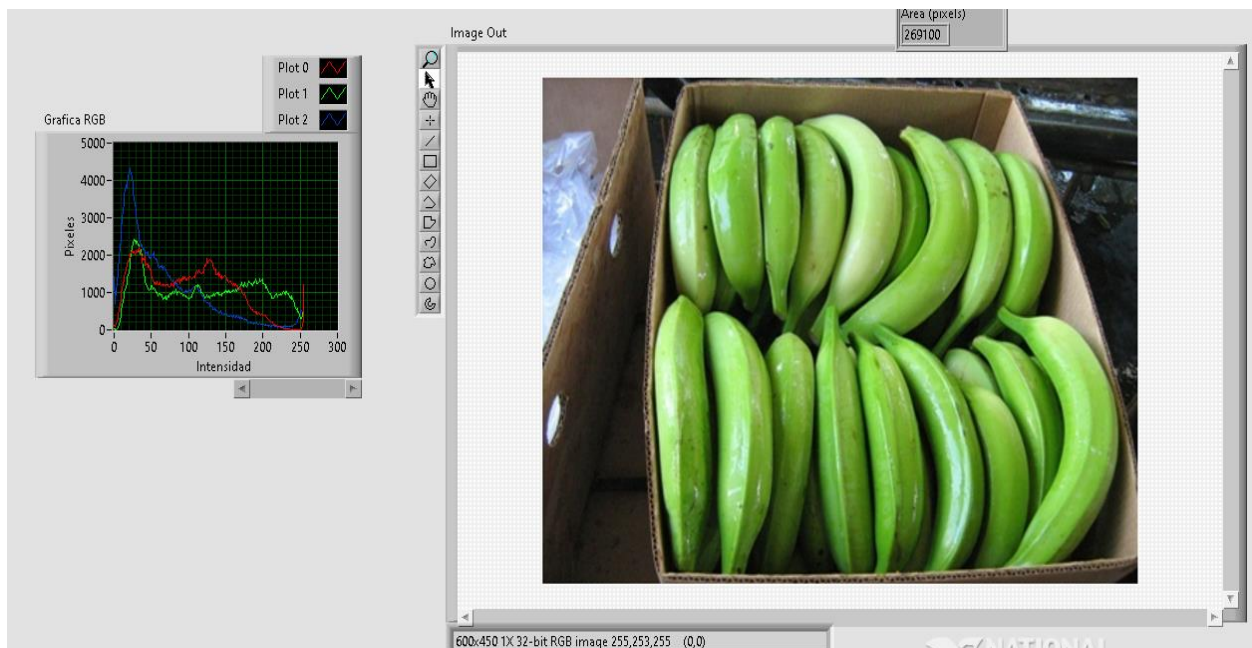 Area (pixels)
269100
Image Out
Plot 0
Plot 1
Plot 2
Grafica RGB
5000
4000
3000
2000
1000
0
Pixeles
0 50 100 150 200 250 300
Intensidad
600x450 1X 32-bit RGB image 255,253,255 (0,0)
NATIONAL